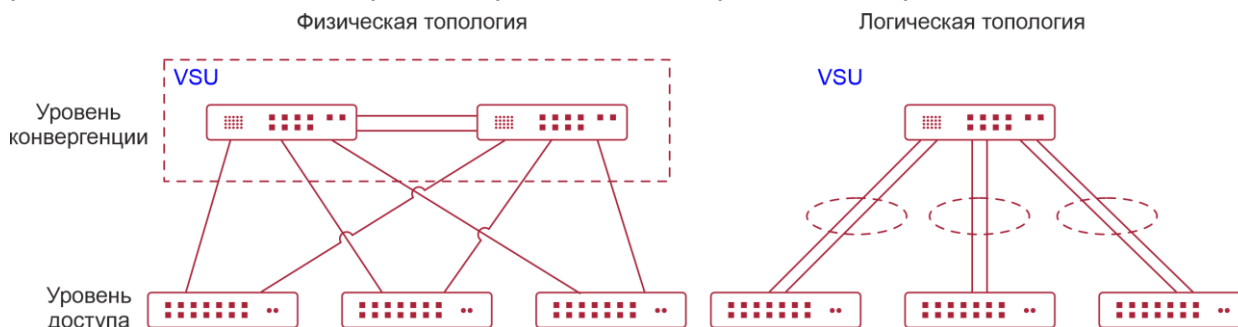 Физическая топология
Логическая топология
VSU
VSU
Уровень
конвергенции
Уровень
доступа